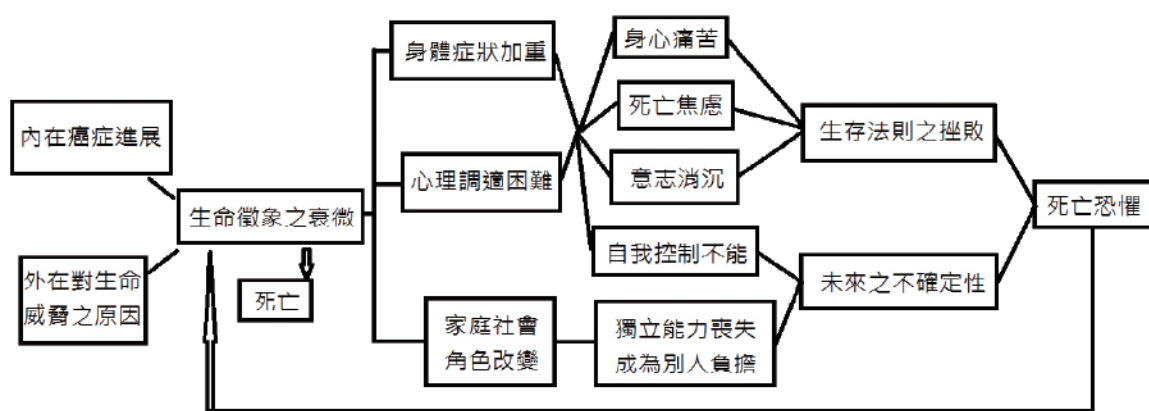 內在癌症進展
外在對生命
威脅之原因
生命徵象之衰微
死亡
身體症狀加重
心理調適困難
家庭社會
角色改變
身心痛苦
死亡焦慮
意志消沉
自我控制不能
獨立能力喪失
成為別人負擔
生存法則之挫敗
未來之不確定性
死亡恐懼